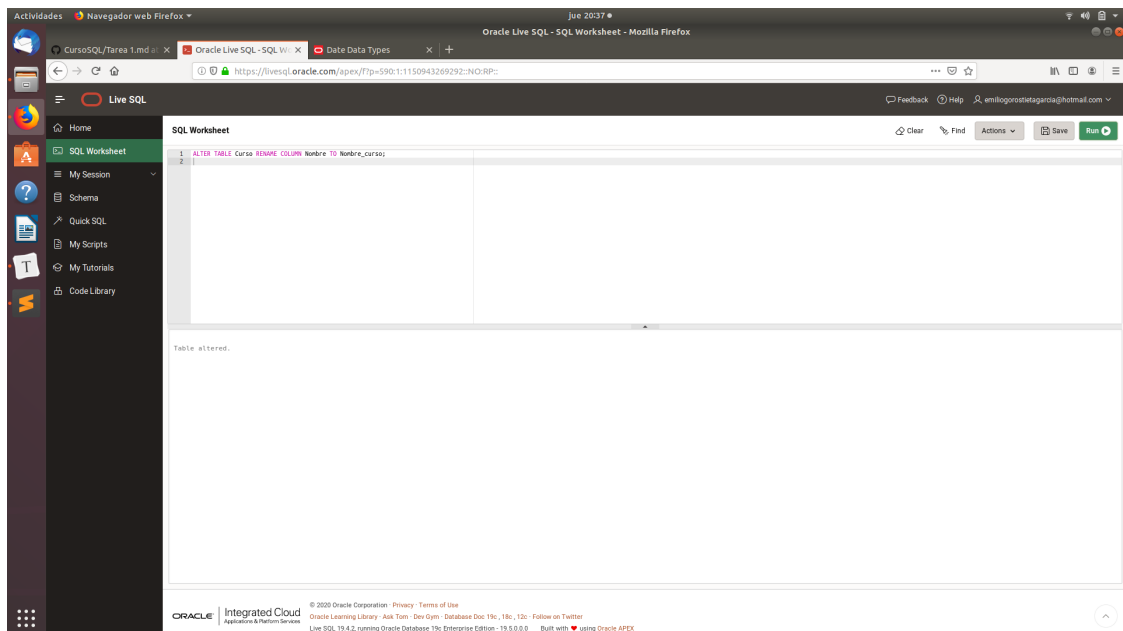 Actividades Navegador web Firefox jue 20:37
Oracle Live SQL - SQL Worksheet - Mozilla Firefox
CursoSQL/Tarea 1.md at Oracle Live SQL - SQL Wo Date Data Types
https://livesql.oracle.com/apex/f?p=590:1:1150943269292::NO:RP::
Live SQL Feedback Help emiliogorostietagarcia@hotmail.com
Home
SQL Worksheet
My Session
Schema
Quick SQL
My Scripts
My Tutorials
Code Library
SQL Worksheet Clear Find Actions Save Run
1 ALTER TABLE Curso RENAME COLUMN Nombre TO Nombre_curso;
2
Table altered.
ORACLE Integrated Cloud
Applications & Platform Services
© 2020 Oracle Corporation · Privacy · Terms of Use
Oracle Learning Library · Ask Tom · Dev Gym · Database Doc 19c, 18c, 12c · Follow on Twitter
Live SQL 19.4.2, running Oracle Database 19c Enterprise Edition - 19.5.0.0.0 Built with ❤ using Oracle APEX